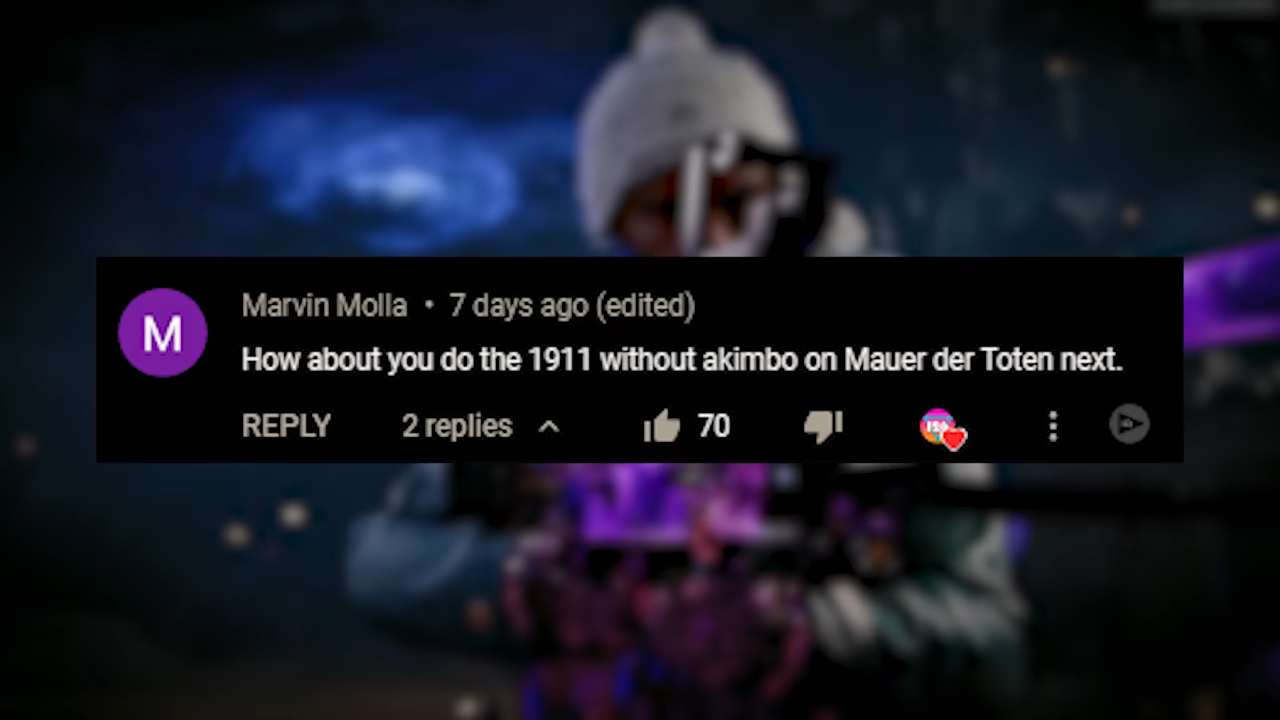 M
Marvin Molla • 7 days ago (edited)
How about you do the 1911 without akimbo on Mauer der Toten next.
REPLY 2 replies 70